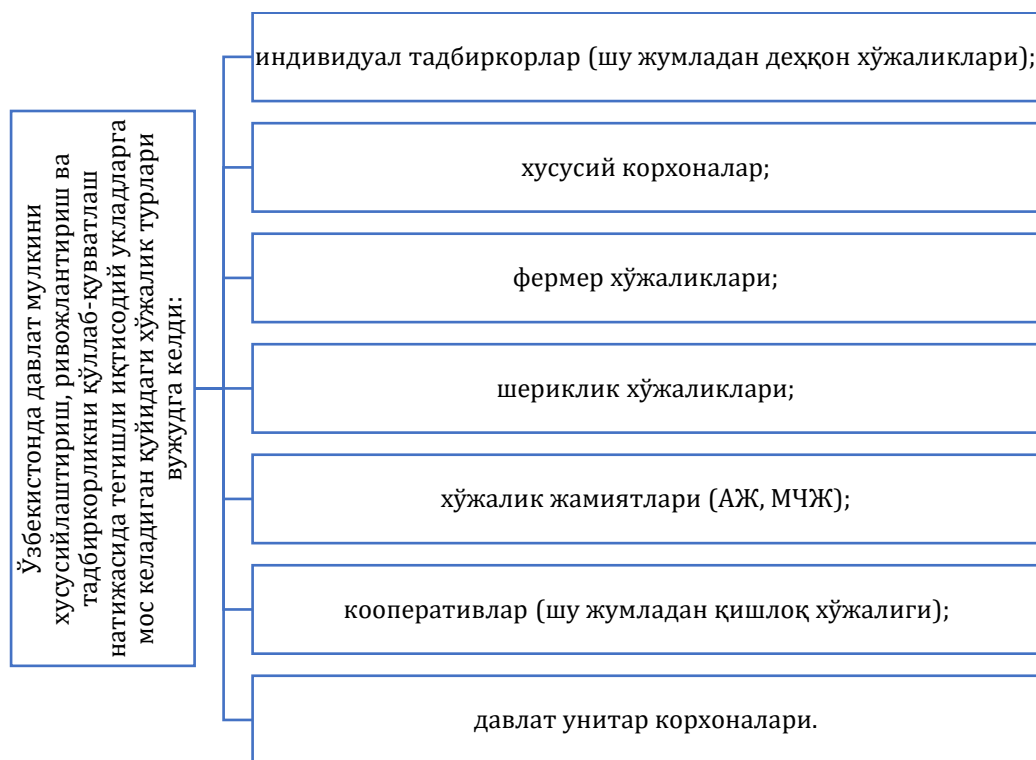 Ўзбекистонда давлат мулкини
хусусийлаштириш, ривожлантириш ва
тадбиркорликни қўллаб-қувватлаш
натижасида тегишли иқтисодий укладларга
мос келадиган қуйидаги хўжалик турлари
вужудга келди:
индивидуал тадбиркорлар (шу жумладан деҳқон хўжаликлари);
хусусий корхоналар;
фермер хўжаликлари;
шериклик хўжаликлари;
хўжалик жамиятлари (АЖ, МЧЖ);
кооперативлар (шу жумладан қишлоқ хўжалиги);
давлат унитар корхоналари.